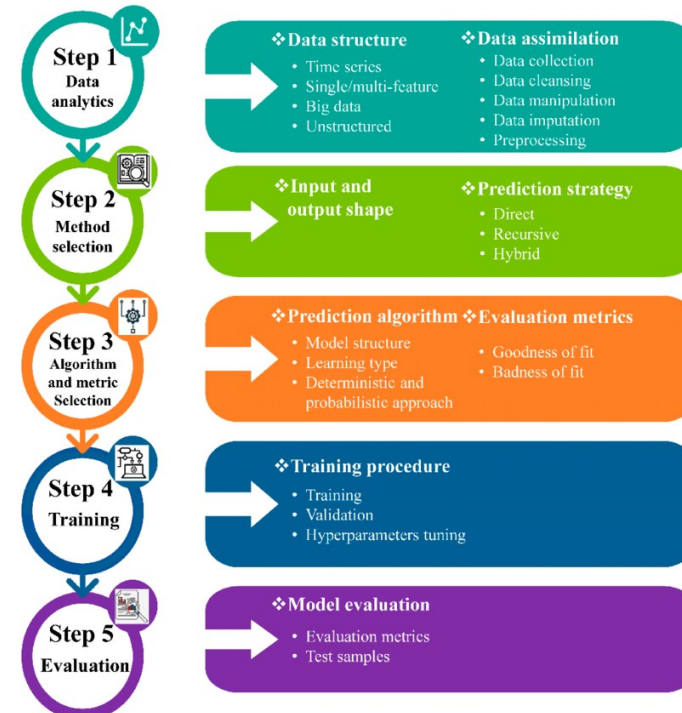 Step 1
Data
analytics
❖Data structure
• Time series
• Single/multi-feature
• Big data
• Unstructured
❖Data assimilation
• Data collection
• Data cleansing
• Data manipulation
• Data imputation
• Preprocessing
Step 2
Method
selection
❖Input and
output shape
❖Prediction strategy
• Direct
• Recursive
• Hybrid
Step 3
Algorithm
and metric
Selection
❖Prediction algorithm
• Model structure
• Learning type
• Deterministic and
probabilistic approach
❖Evaluation metrics
• Goodness of fit
• Badness of fit
Step 4
Training
❖Training procedure
• Training
• Validation
• Hyperparameters tuning
Step 5
Evaluation
❖Model evaluation
• Evaluation metrics
• Test samples